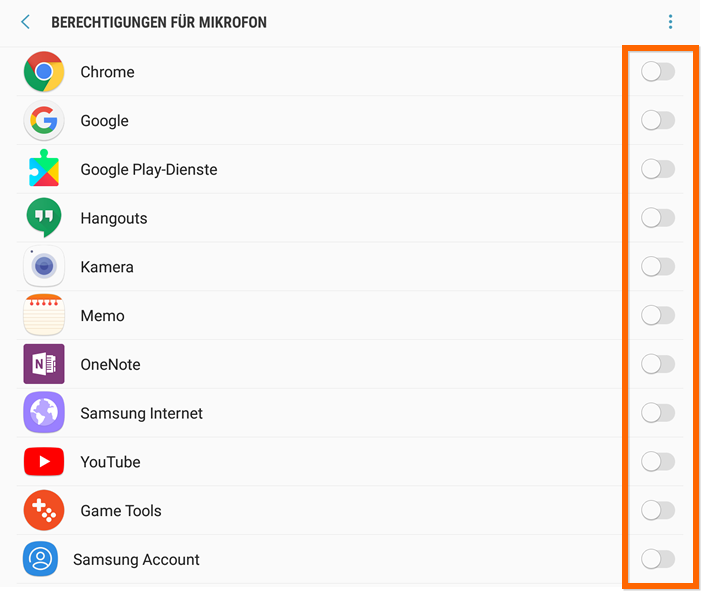 BERECHTIGUNGEN FÜR MIKROFON
Chrome
Google
Google Play-Dienste
Hangouts
Kamera
Memo
N OneNote
Samsung Internet
YouTube
Game Tools
Samsung Account